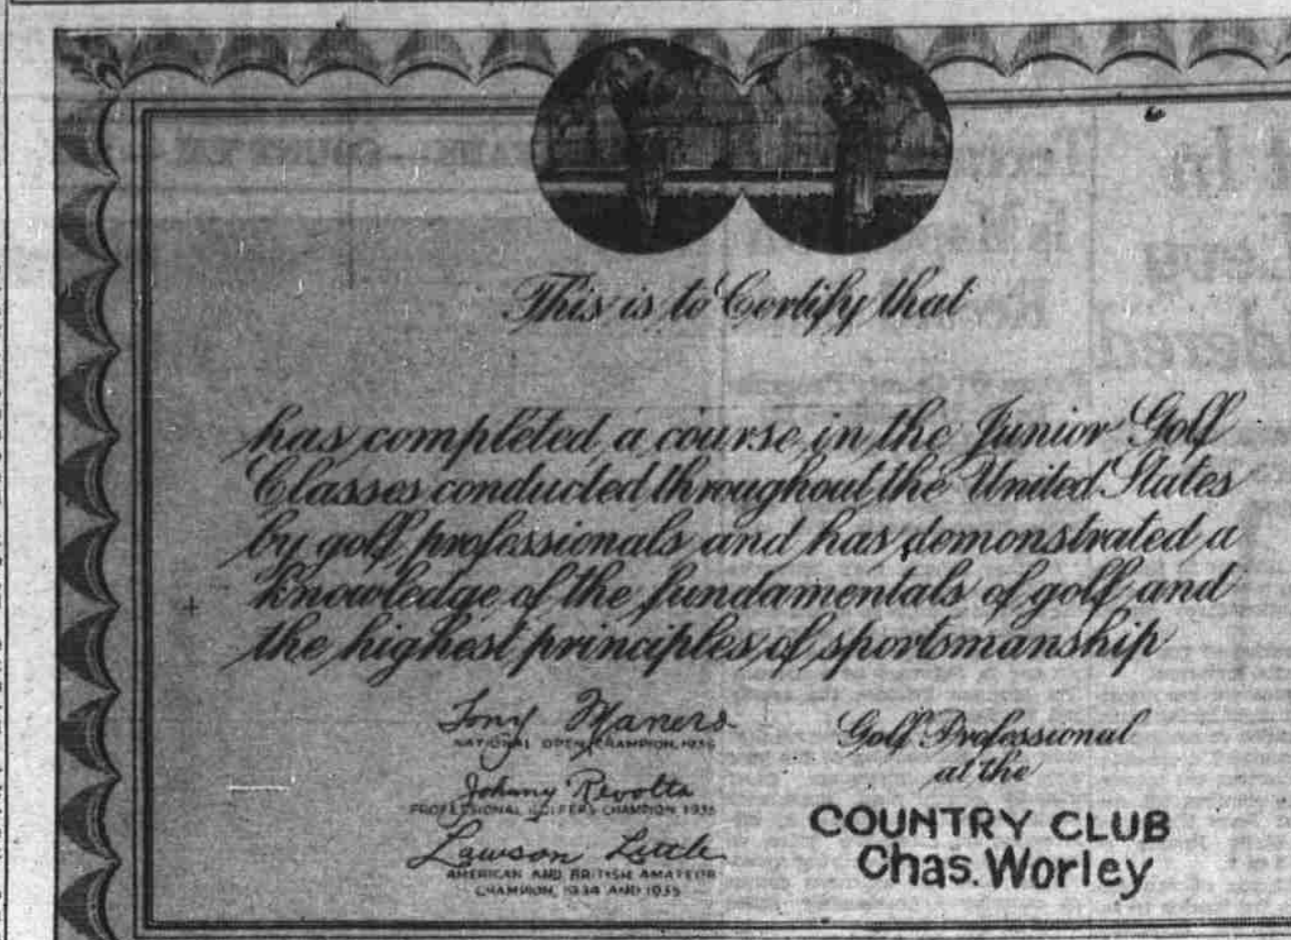 This is to Certify that
has completed a course in the Junior Golf
Classes conducted throughout the United States
by golf professionals and has demonstrated a
knowledge of the fundamentals of golf and
the highest principles of sportsmanship
Tony Manero
NATIONAL OPEN CHAMPION, 1936
Johnny Revolta
PROFESSIONAL GOLFERS CHAMPION 1935
Lawson Little
AMERICAN AND BRITISH AMATEUR
CHAMPION, 1934 AND 1935
Golf Professional
at the
COUNTRY CLUB
Chas. Worley